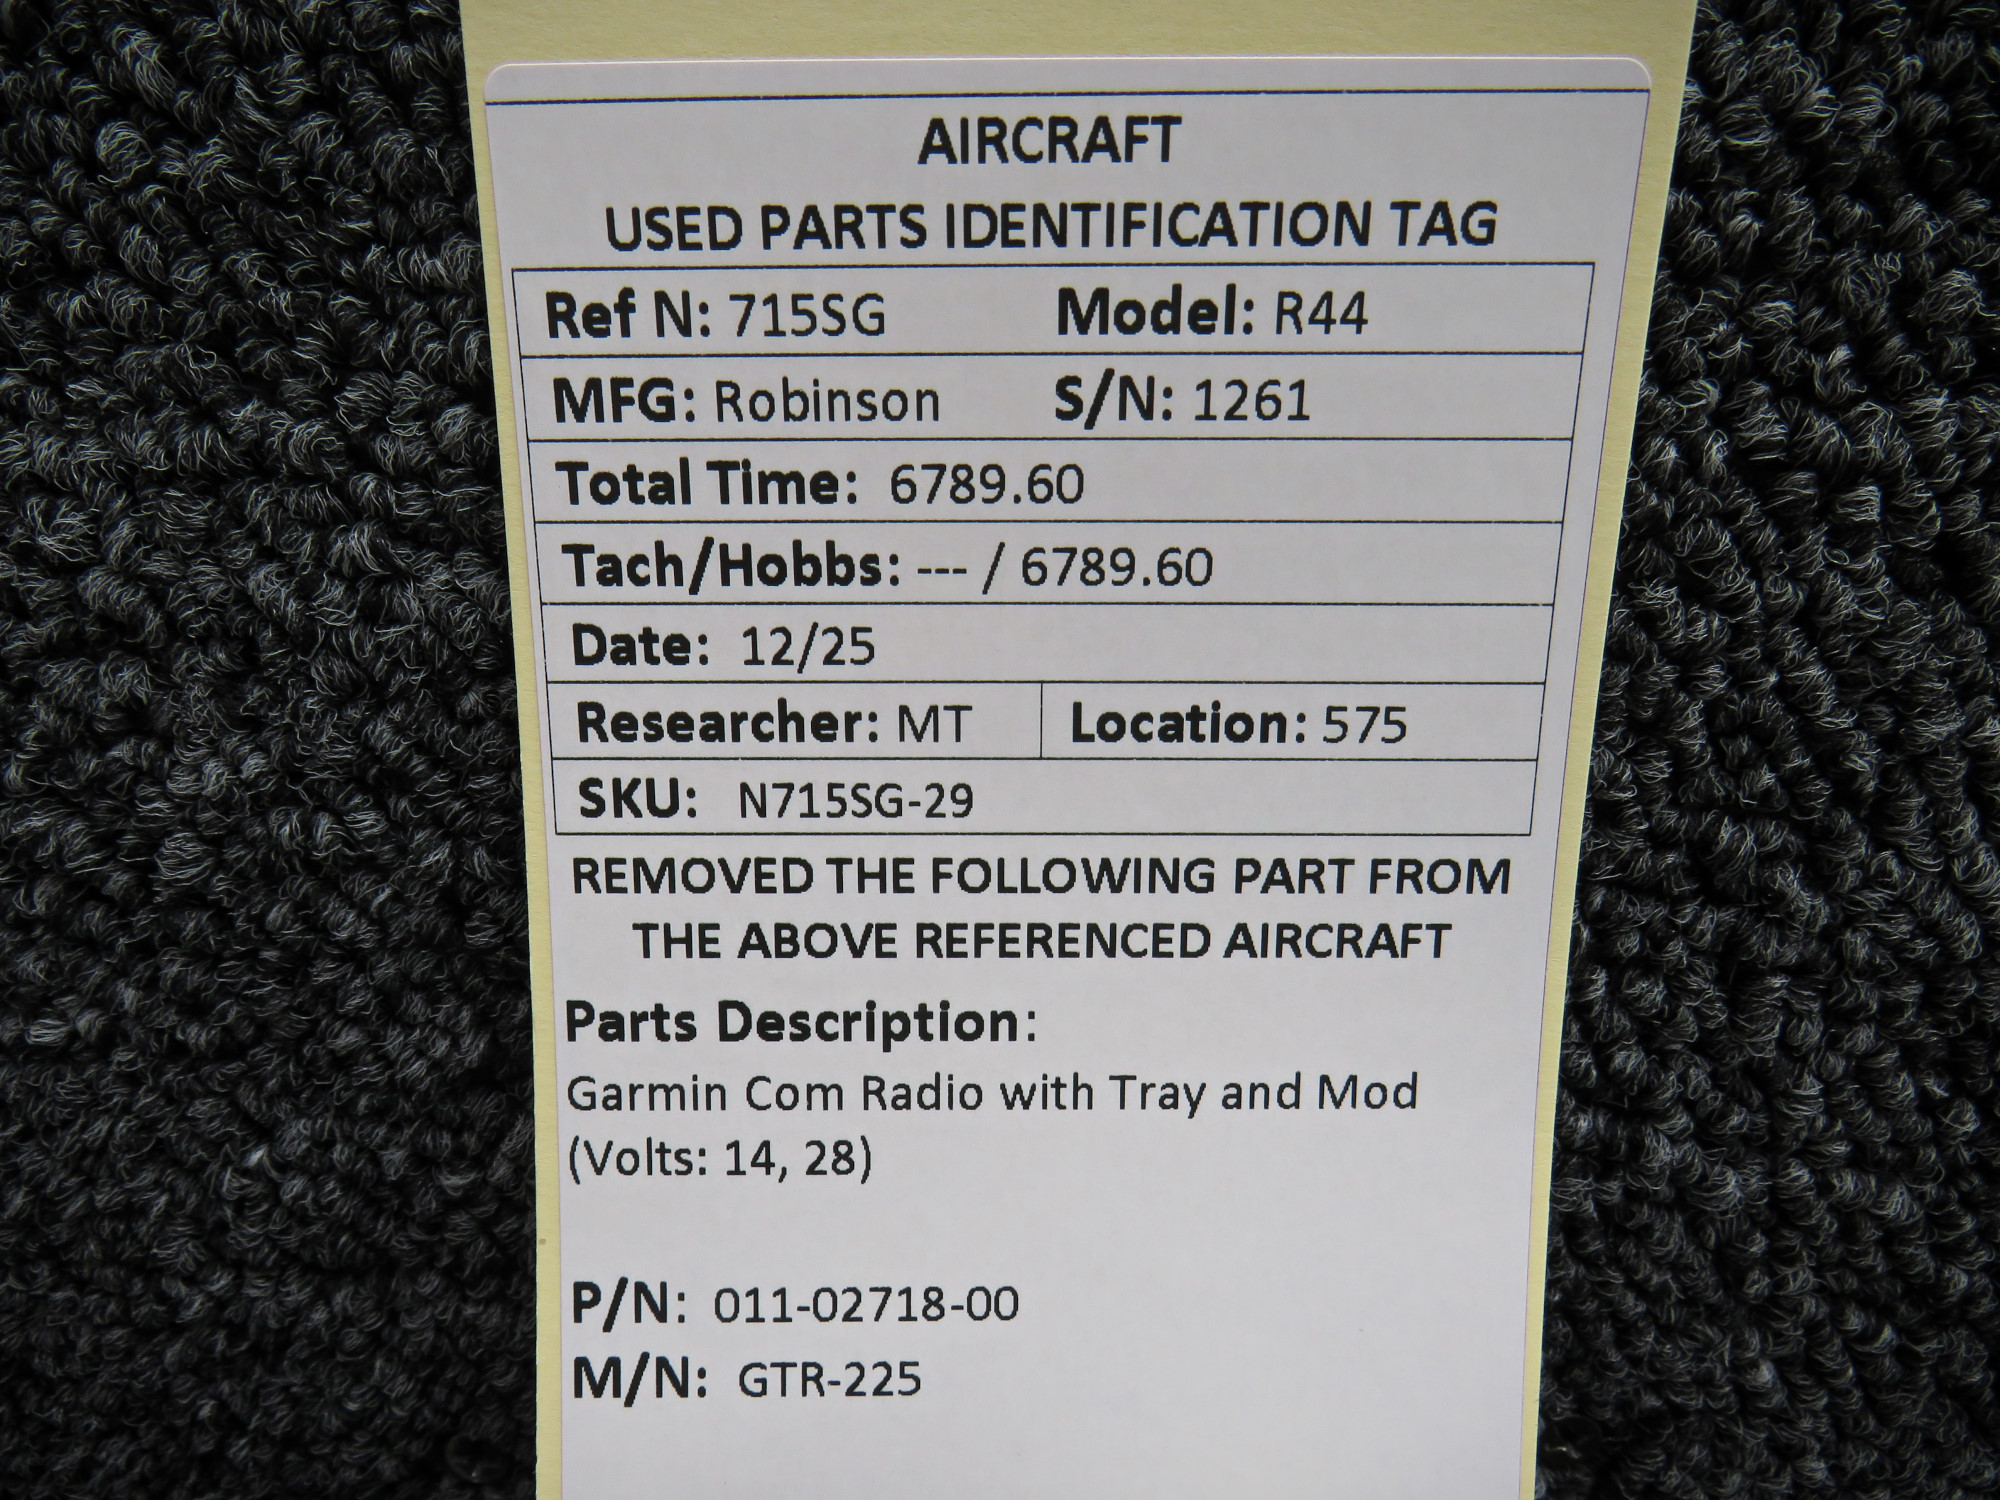 AIRCRAFT
USED PARTS IDENTIFICATION TAG
Ref N: 715SG Model: R44
MFG: Robinson S/N: 1261
Total Time: 6789.60
Tach/Hobbs: --- / 6789.60
Date: 12/25
Researcher: MT Location: 575
SKU: N715SG-29
REMOVED THE FOLLOWING PART FROM
THE ABOVE REFERENCED AIRCRAFT
Parts Description:
Garmin Com Radio with Tray and Mod
(Volts: 14, 28)
P/N: 011-02718-00
M/N: GTR-225